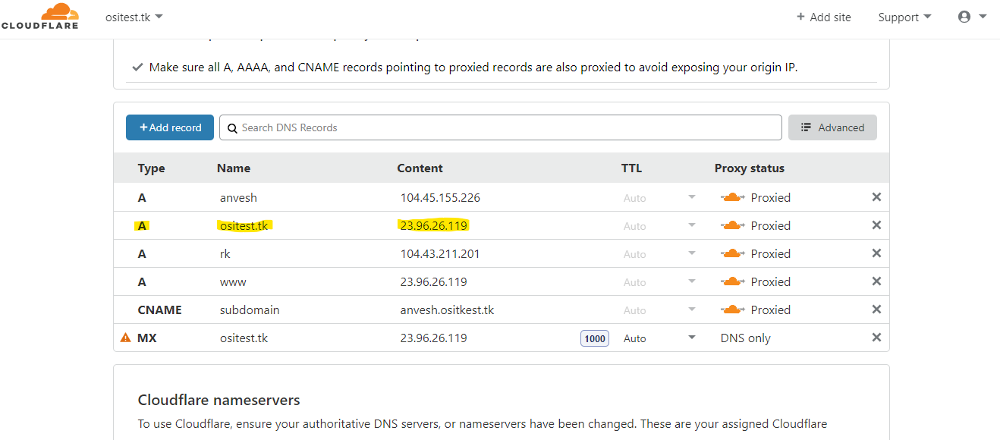 CLOUDFLARE
ositest.tk
+ Add site
Support
Make sure all A, AAAA, and CNAME records pointing to proxied records are also proxied to avoid exposing your origin IP.
+Add record
Search DNS Records
Advanced
Type Name Content TTL Proxy status
A anvesh 104.45.155.226 Auto Proxied
A ositest.tk 23.96.26.119 Auto Proxied
A rk 104.43.211.201 Auto Proxied
A www 23.96.26.119 Auto Proxied
CNAME subdomain anvesh.ositkest.tk Auto Proxied
MX ositest.tk 23.96.26.119 1000 Auto DNS only
Cloudflare nameservers
To use Cloudflare, ensure your authoritative DNS servers, or nameservers have been changed. These are your assigned Cloudflare